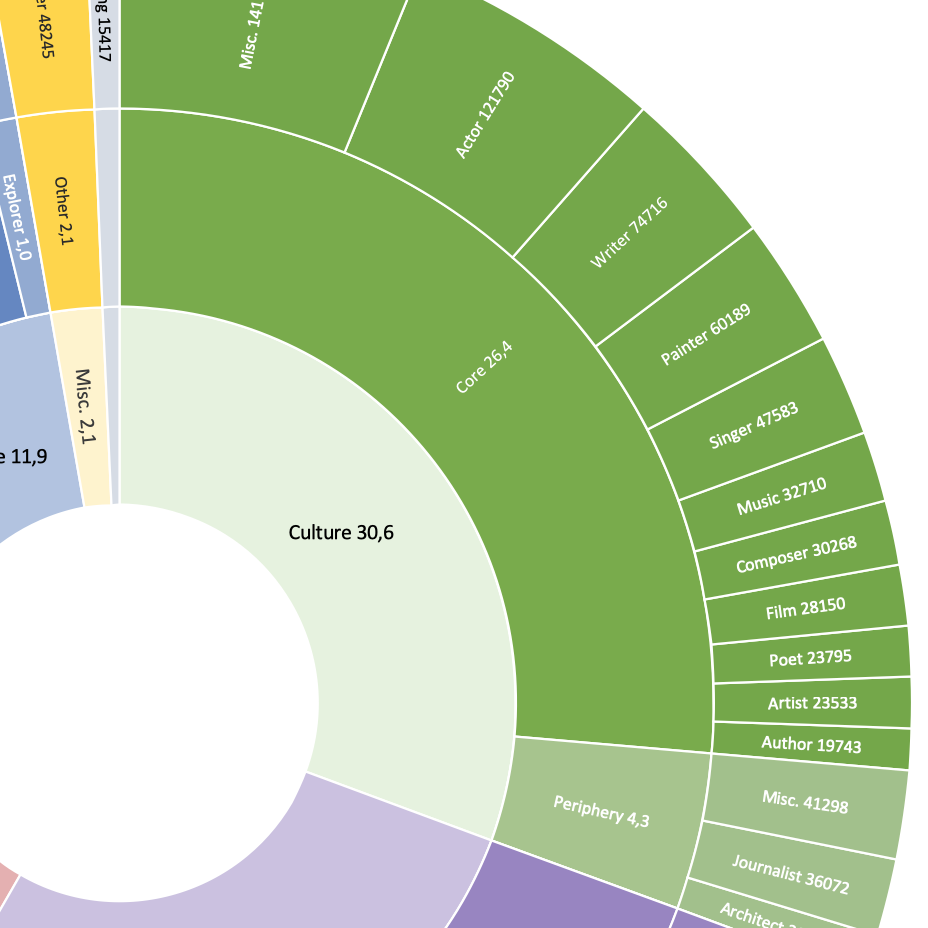 er 48245
ng 15417
Misc. 141
Actor 121790
Writer 74716
Painter 60189
Singer 47583
Music 32710
Composer 30268
Film 28150
Poet 23795
Artist 23533
Author 19743
Misc. 41298
Journalist 36072
Architect
Explorer 1,0
Other 2,1
Core 26,4
Periphery 4,3
e 11,9
Misc. 2,1
Culture 30,6